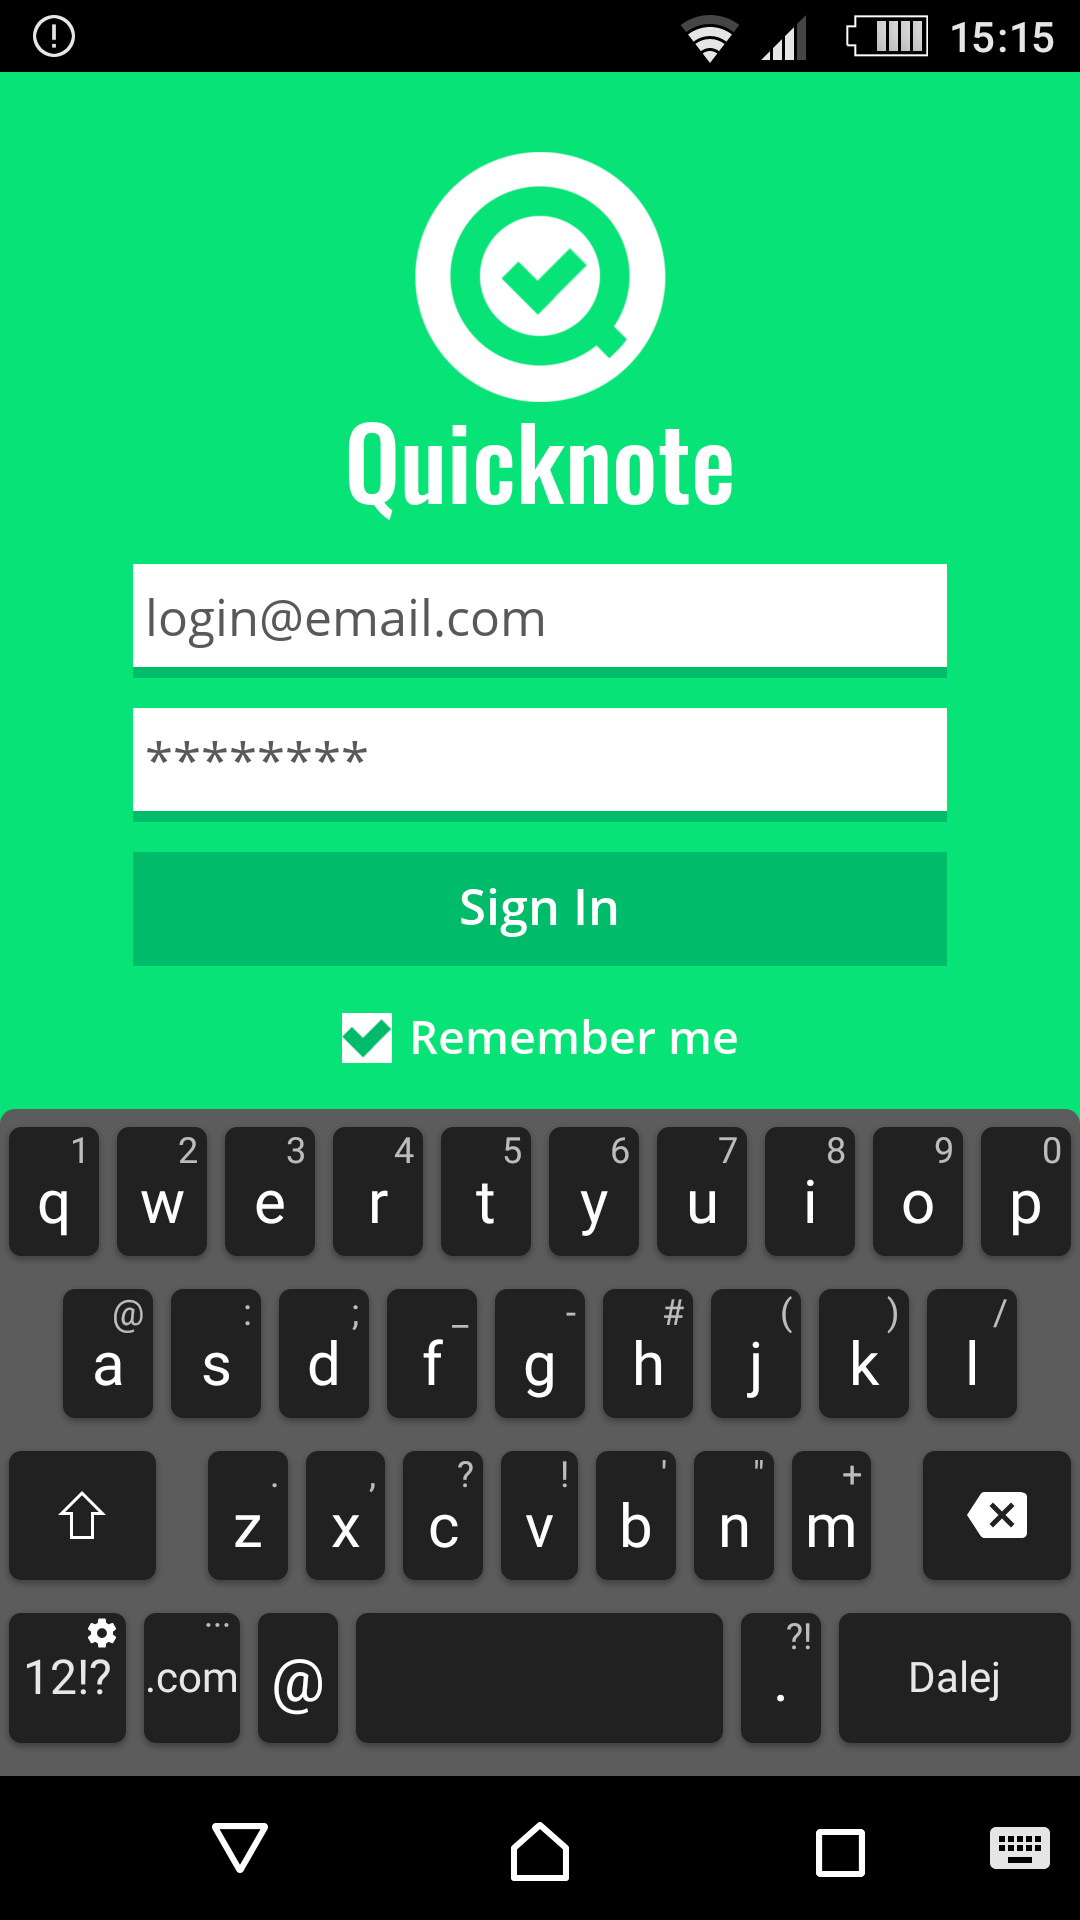 15:15
Quicknote
login@email.com
********
Sign In
Remember me
1 2 3 4 5 6 7 8 9 0
q w e r t y u i o p
@ : ; _ - # ( ) /
a s d f g h j k l
. , ? ! ' " +
z x c v b n m
... ?!
12!? .com @ . Dalej